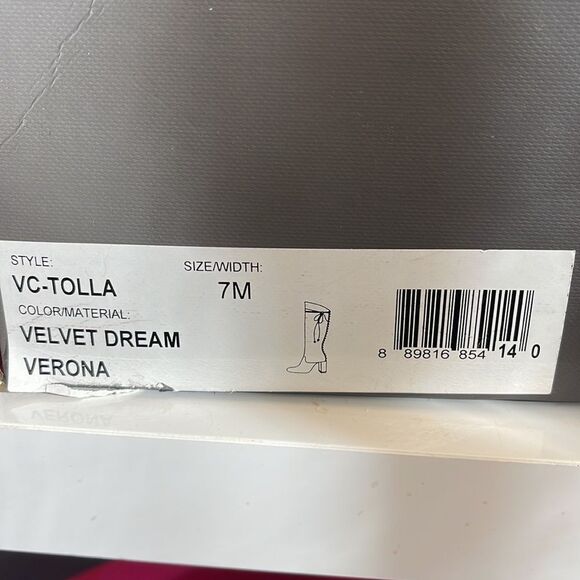 STYLE: SIZE/WIDTH:
VC-TOLLA 7M
COLOR/MATERIAL:
VELVET DREAM
VERONA
8 89816 854 14 0